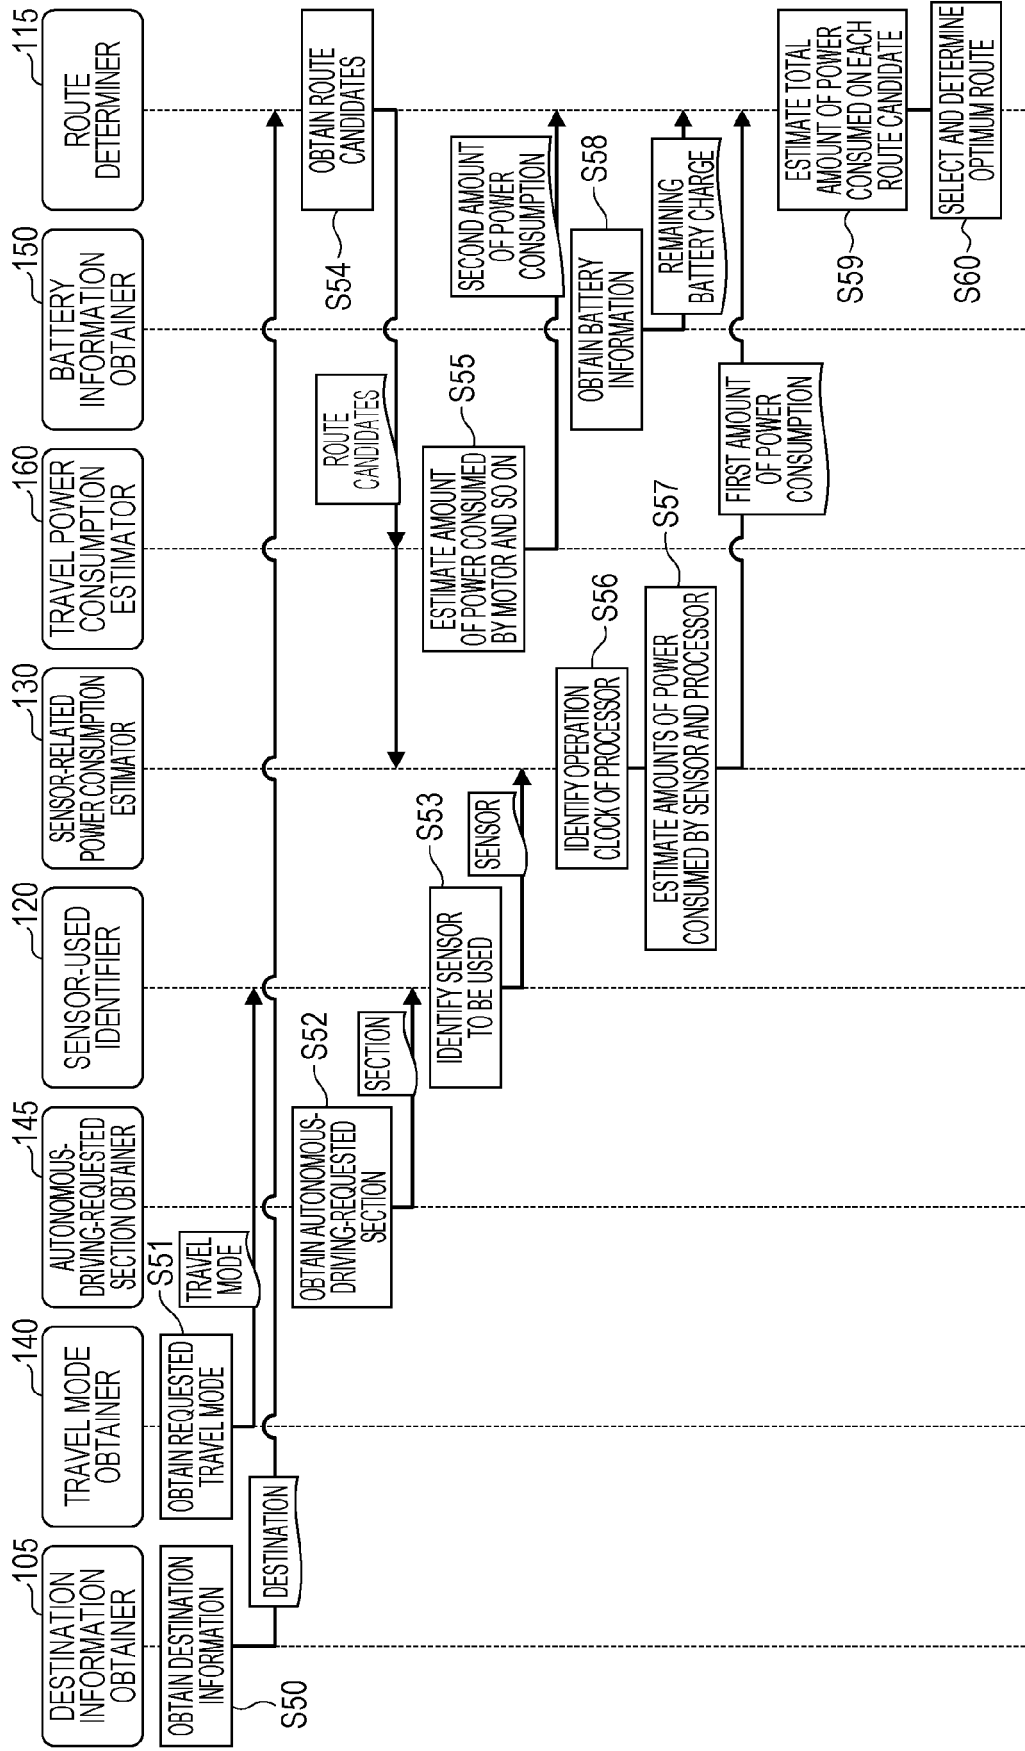 105
DESTINATION
INFORMATION
OBTAINER
140
TRAVEL MODE
OBTAINER
145
AUTONOMOUS-
DRIVING-REQUESTED
SECTION OBTAINER
120
SENSOR-USED
IDENTIFIER
130
SENSOR-RELATED
POWER CONSUMPTION
ESTIMATOR
160
TRAVEL POWER
CONSUMPTION
ESTIMATOR
150
BATTERY
INFORMATION
OBTAINER
115
ROUTE
DETERMINER
OBTAIN DESTINATION
INFORMATION
S50
DESTINATION
OBTAIN REQUESTED
TRAVEL MODE
S51
TRAVEL
MODE
OBTAIN AUTONOMOUS-
DRIVING-REQUESTED
SECTION
S52
SECTION
IDENTIFY SENSOR
TO BE USED
S53
SENSOR
OBTAIN ROUTE
CANDIDATES
S54
ROUTE
CANDIDATES
ESTIMATE AMOUNT
OF POWER CONSUMED
BY MOTOR AND SO ON
S55
SECOND AMOUNT
OF POWER
CONSUMPTION
IDENTIFY OPERATION
CLOCK OF PROCESSOR
S56
ESTIMATE AMOUNTS OF POWER
CONSUMED BY SENSOR AND PROCESSOR
S57
FIRST AMOUNT
OF POWER
CONSUMPTION
OBTAIN BATTERY
INFORMATION
S58
REMAINING
BATTERY CHARGE
ESTIMATE TOTAL
AMOUNT OF POWER
CONSUMED ON EACH
ROUTE CANDIDATE
S59
SELECT AND DETERMINE
OPTIMUM ROUTE
S60